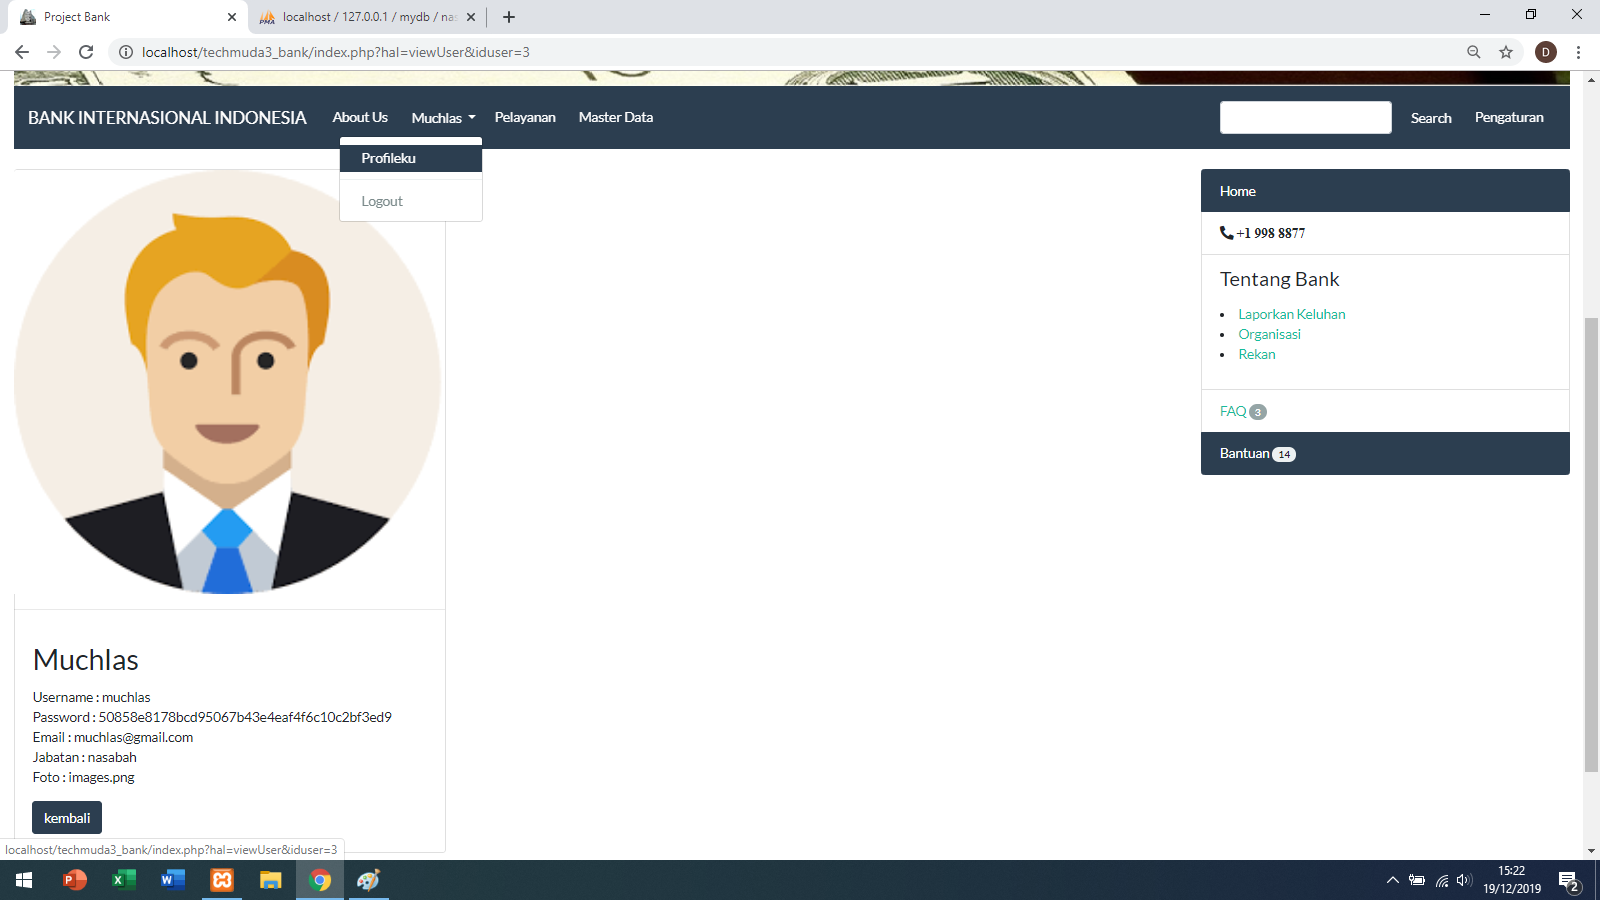 Project Bank
PMA localhost / 127.0.0.1 / mydb / nas
localhost/techmuda3_bank/index.php?hal=viewUser&iduser=3
D
BANK INTERNASIONAL INDONESIA
About Us
Muchlas
Pelayanan
Master Data
Search
Pengaturan
Profileku
Logout
Home
+1 998 8877
Tentang Bank
Laporkan Keluhan
Organisasi
Rekan
FAQ 3
Bantuan 14
Muchlas
Username : muchlas
Password : 50858e8178bcd95067b43e4eaf4f6c10c2bf3ed9
Email : muchlas@gmail.com
Jabatan : nasabah
Foto : images.png
kembali
localhost/techmuda3_bank/index.php?hal=viewUser&iduser=3
15:22
19/12/2019
2